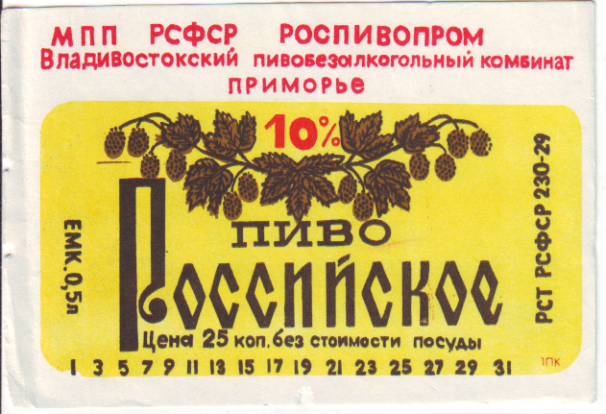 МПП РСФСР РОСПИВОПРОМ
Владивостокский пивобезалкогольный комбинат
ПРИМОРЬЕ
10%
ПИВО
РОССИЙСКОЕ
ЕМК. 0,5л
РСТ РСФСР 230-29
Цена 25 коп. без стоимости посуды
1 3 5 7 9 11 13 15 17 19 21 23 25 27 29 31
1ПК